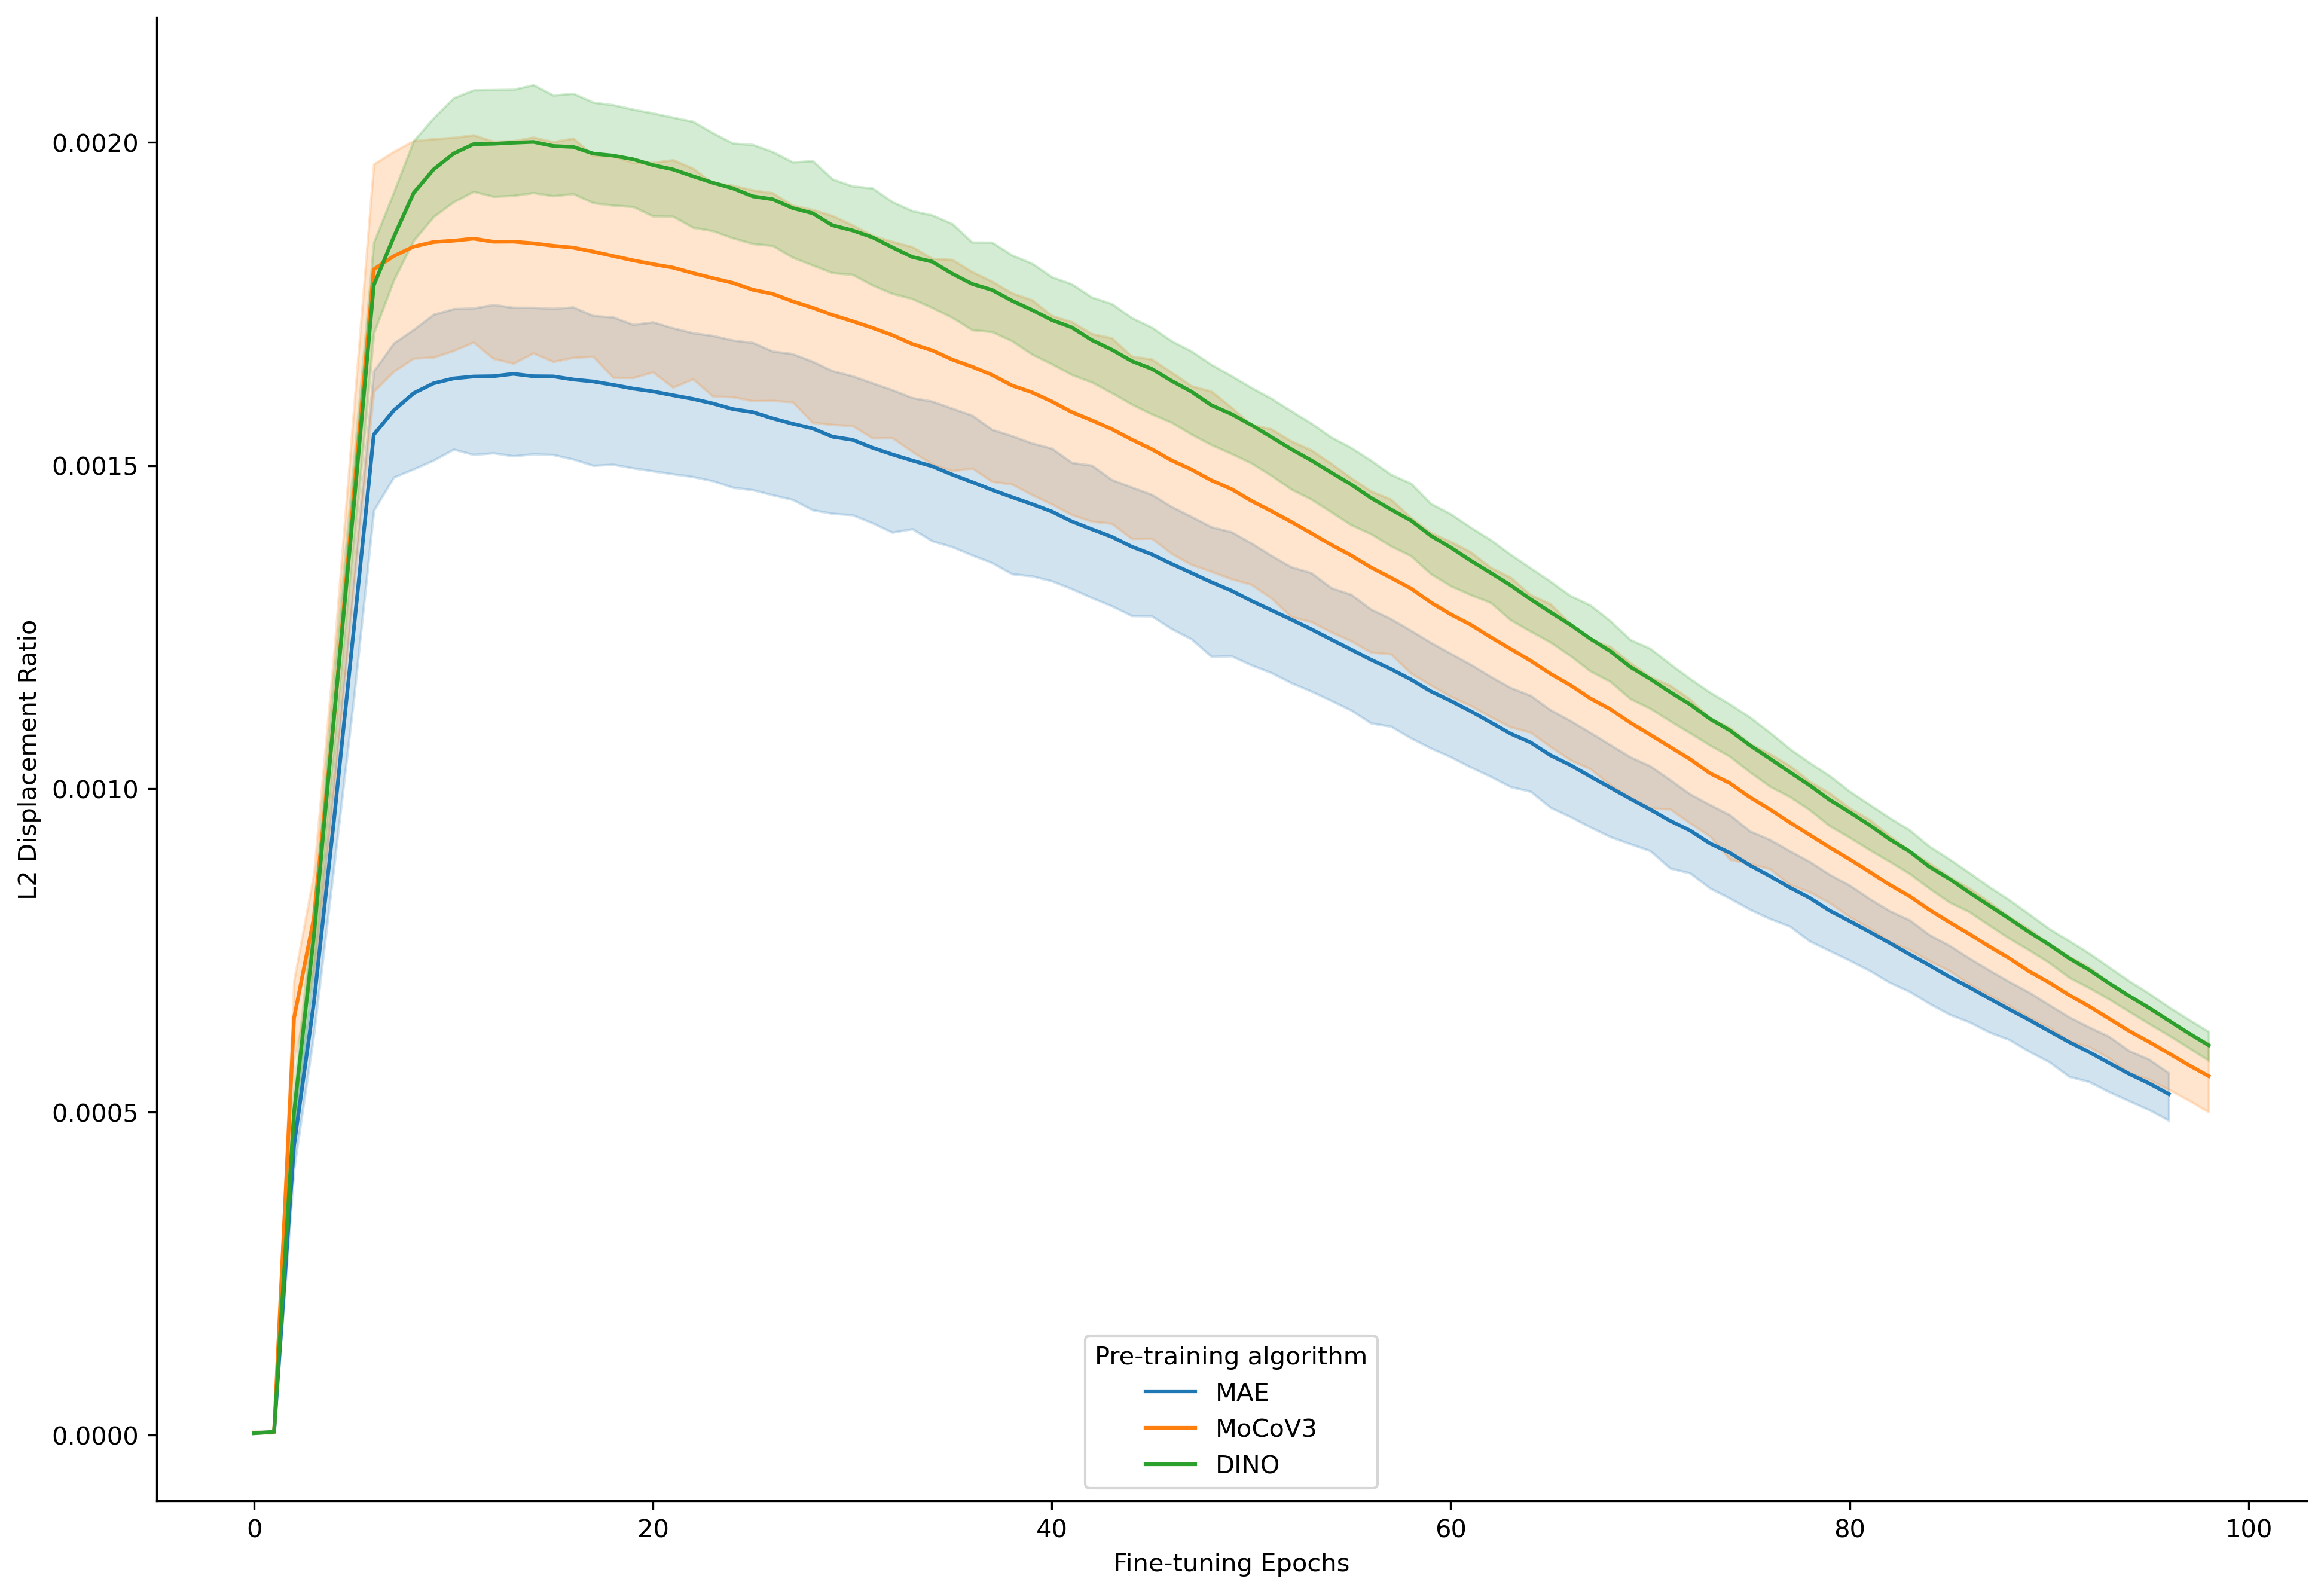 0.0020
0.0015
0.0010
0.0005
0.0000
L2 Displacement Ratio
Pre-training algorithm
MAE
MoCoV3
DINO
0 20 40 60 80 100
Fine-tuning Epochs